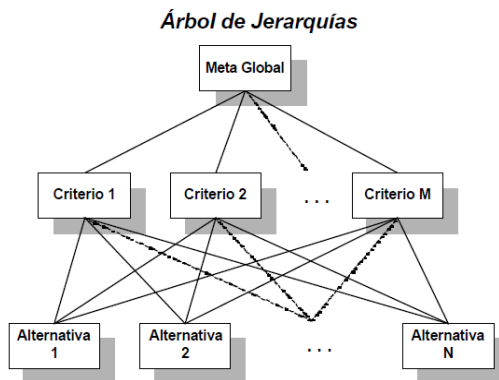 Árbol de Jerarquías
Meta Global
Criterio 1
Criterio 2
. . .
Criterio M
Alternativa
1
Alternativa
2
. . .
Alternativa
N